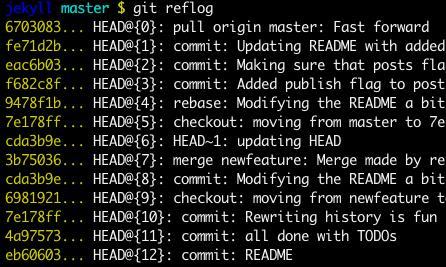 jekyll master $ git reflog
6703083... HEAD@{0}: pull origin master: Fast forward
fe71d2b... HEAD@{1}: commit: Updating README with added
eac6b03... HEAD@{2}: commit: Making sure that posts fla
f682c8f... HEAD@{3}: commit: Added publish flag to post
9478f1b... HEAD@{4}: rebase: Modifying the README a bit
7e178ff... HEAD@{5}: checkout: moving from master to 7e
cda3b9e... HEAD@{6}: HEAD~1: updating HEAD
3b75036... HEAD@{7}: merge newfeature: Merge made by re
cda3b9e... HEAD@{8}: commit: Modifying the README a bit
6981921... HEAD@{9}: checkout: moving from newfeature to
7e178ff... HEAD@{10}: commit: Rewriting history is fun
4a97573... HEAD@{11}: commit: all done with TODOs
eb60603... HEAD@{12}: commit: README